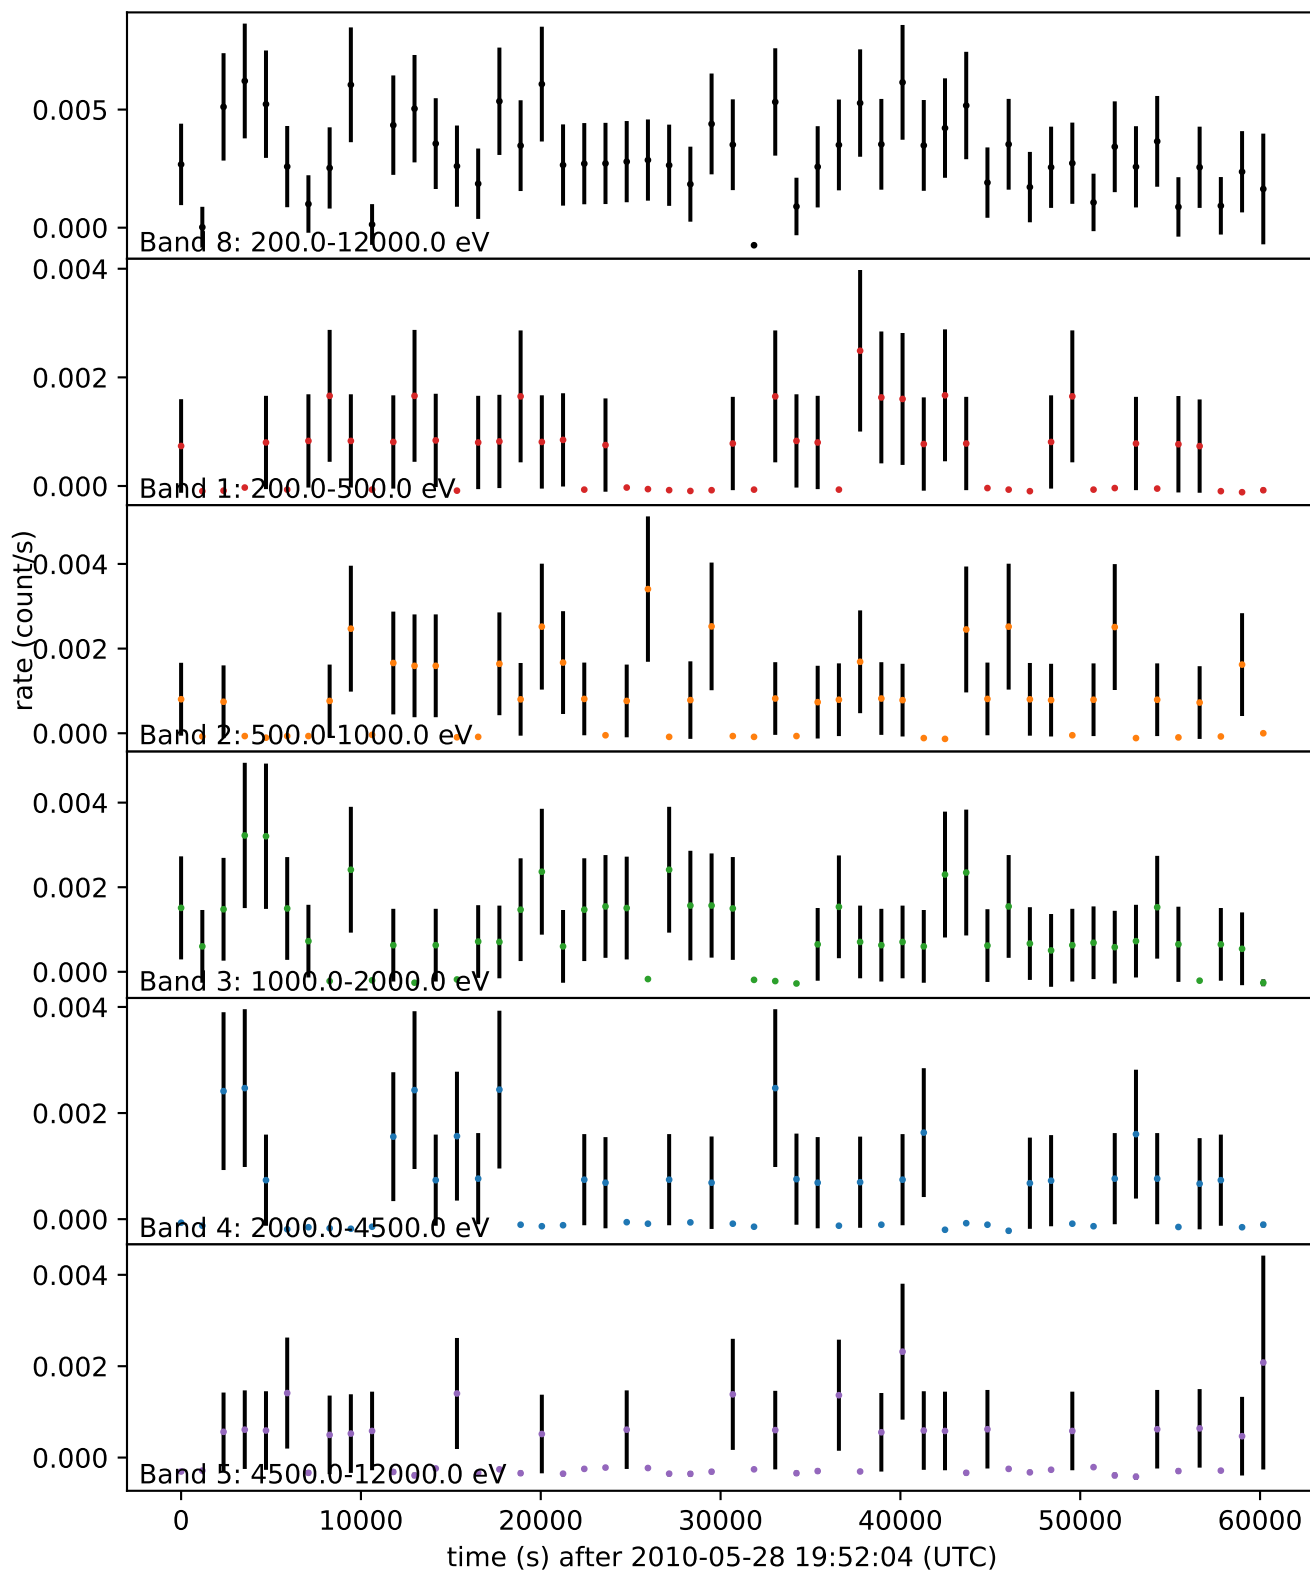 0.005
0.000
Band 8: 200.0-12000.0 eV
0.004
0.002
0.000
Band 1: 200.0-500.0 eV
rate (count/s)
0.004
0.002
0.000
Band 2: 500.0-1000.0 eV
0.004
0.002
0.000
Band 3: 1000.0-2000.0 eV
0.004
0.002
0.000
Band 4: 2000.0-4500.0 eV
0.004
0.002
0.000
Band 5: 4500.0-12000.0 eV
0 10000 20000 30000 40000 50000 60000
time (s) after 2010-05-28 19:52:04 (UTC)